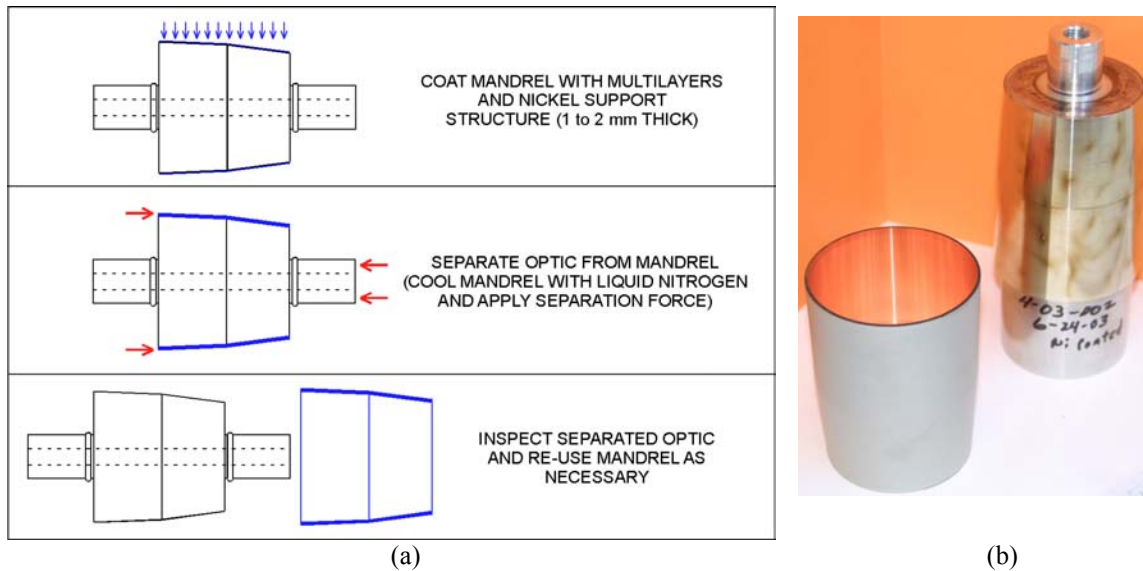 COAT MANDREL WITH MULTILAYERS
AND NICKEL SUPPORT
STRUCTURE (1 to 2 mm THICK)
SEPARATE OPTIC FROM MANDREL
(COOL MANDREL WITH LIQUID NITROGEN
AND APPLY SEPARATION FORCE)
INSPECT SEPARATED OPTIC
AND RE-USE MANDREL AS
NECESSARY
4-03-002
6-24-03
Ni Coated
(a)
(b)